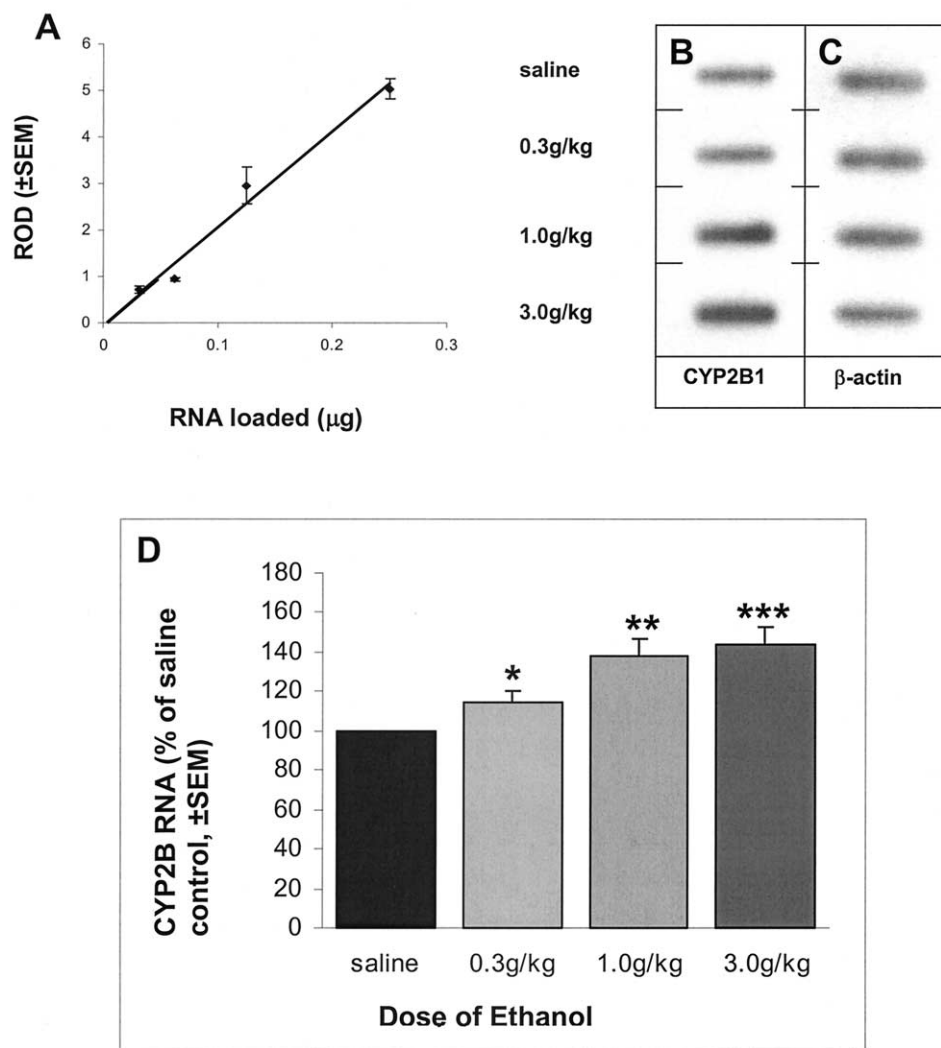 A
6
5
4
3
2
1
0
ROD (±SEM)
0 0.1 0.2 0.3
RNA loaded (μg)
saline
0.3g/kg
1.0g/kg
3.0g/kg
B
C
CYP2B1 β-actin
D
180
160
140
120
100
80
60
40
20
0
CYP2B RNA (% of saline
control, ±SEM)
*
**
***
saline 0.3g/kg 1.0g/kg 3.0g/kg
Dose of Ethanol